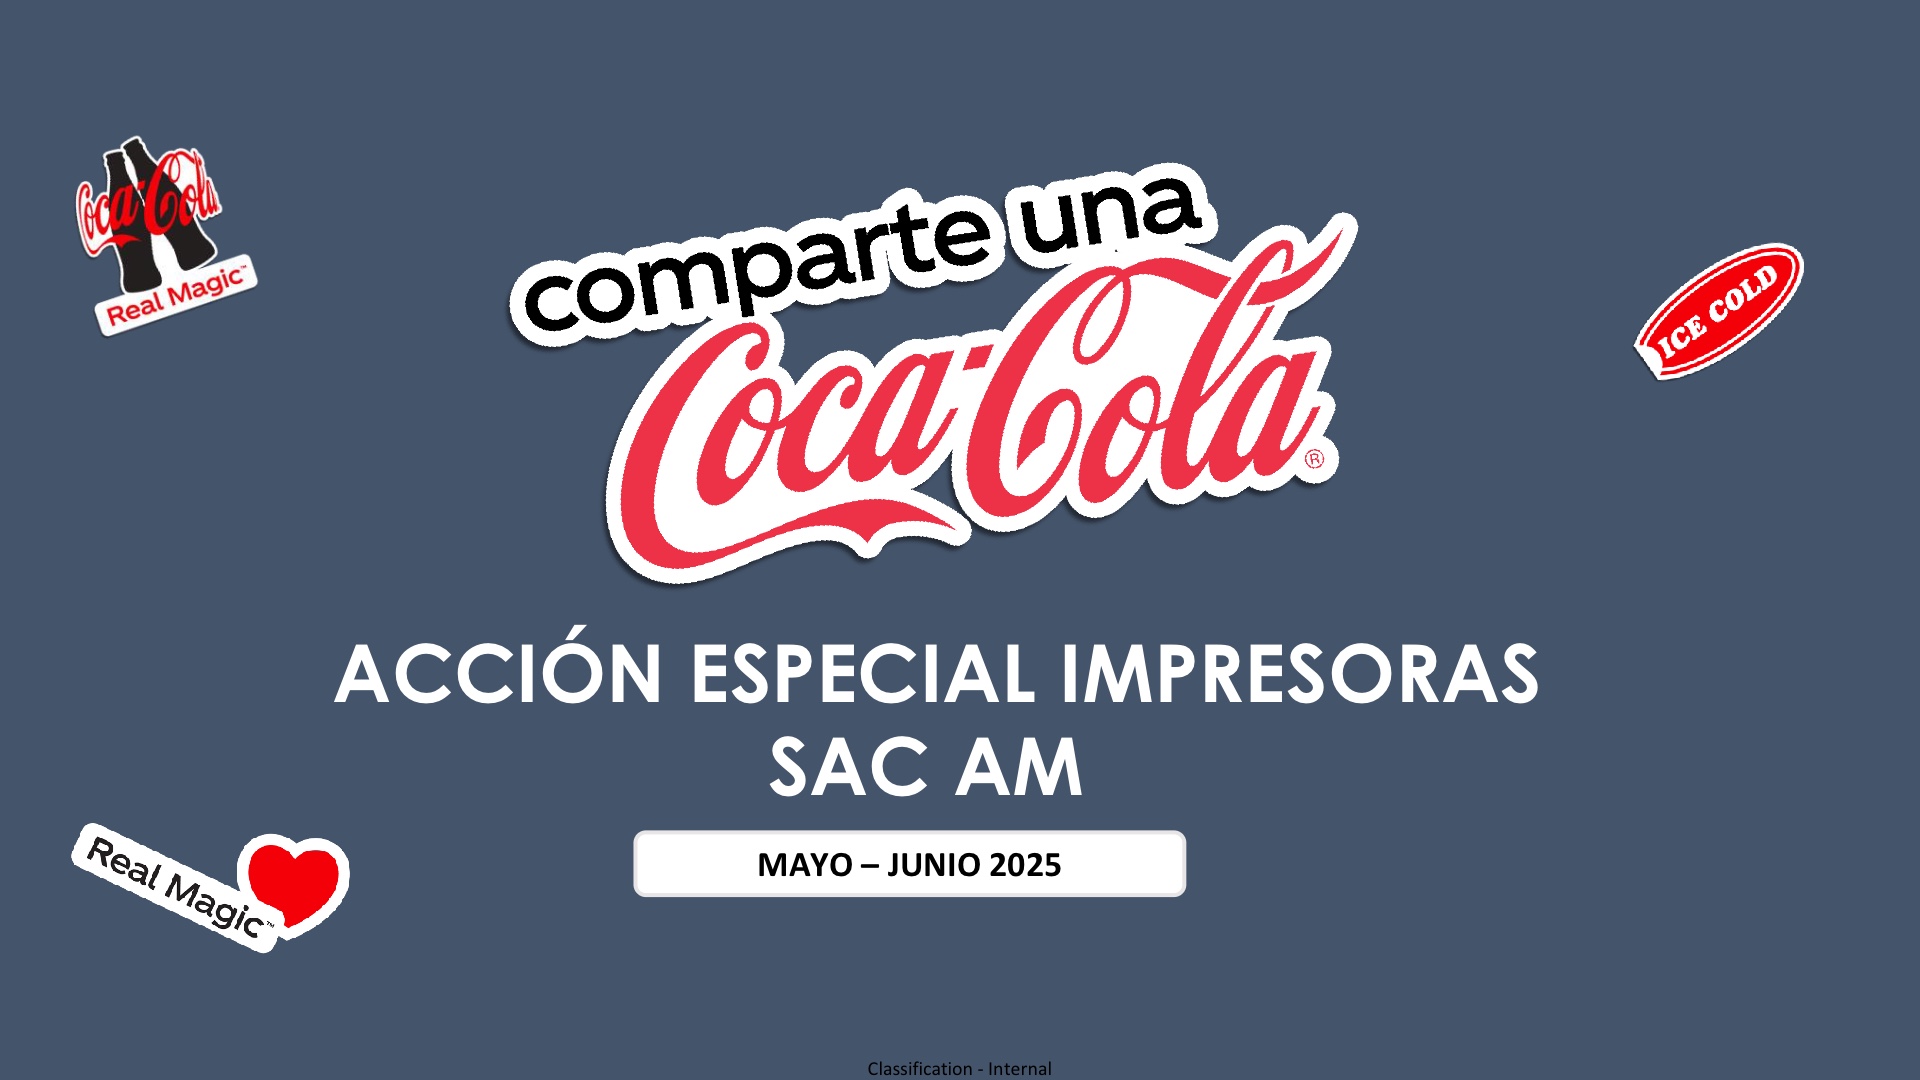 Coca-Cola
Real Magic™
comparte una
Coca-Cola®
ICE COLD
ACCIÓN ESPECIAL IMPRESORAS
SAC AM
MAYO – JUNIO 2025
Real Magic™
Classification - Internal